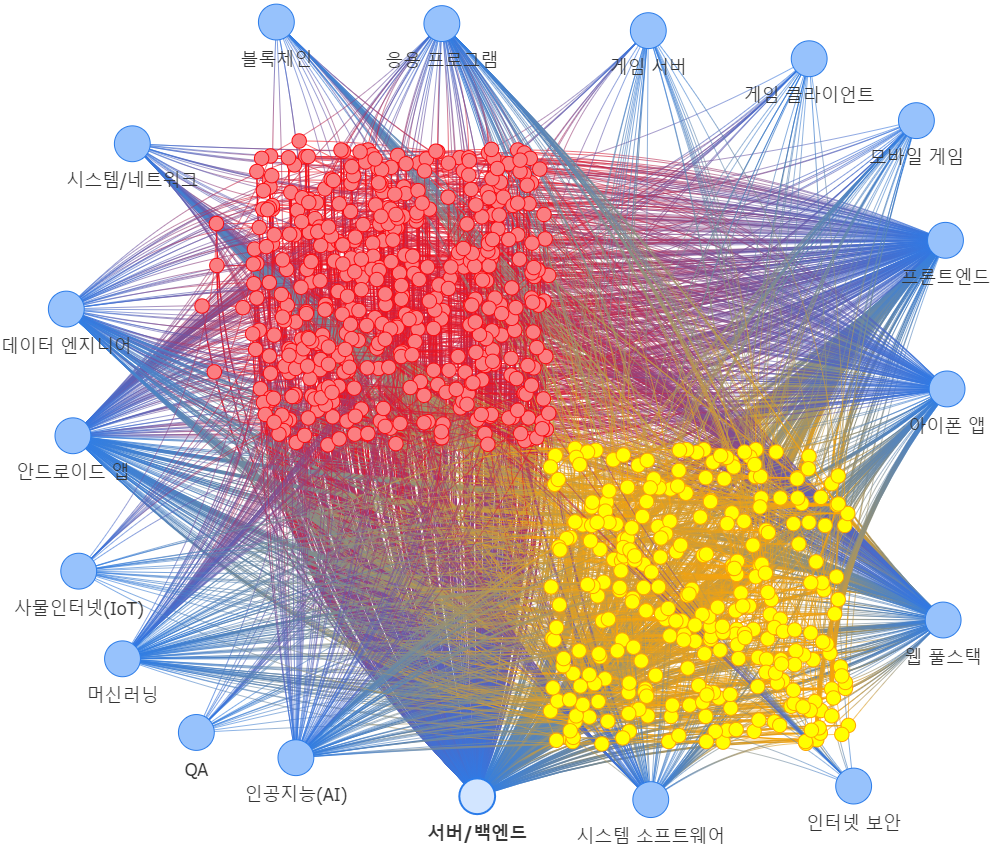 블록체인
응용 프로그램
게임 서버
게임 클라이언트
모바일 게임
시스템/네트워크
프론트엔드
데이터 엔지니어
아이폰 앱
안드로이드 앱
사물인터넷(IoT)
웹 풀스택
머신러닝
QA
인공지능(AI)
서버/백엔드
시스템 소프트웨어
인터넷 보안